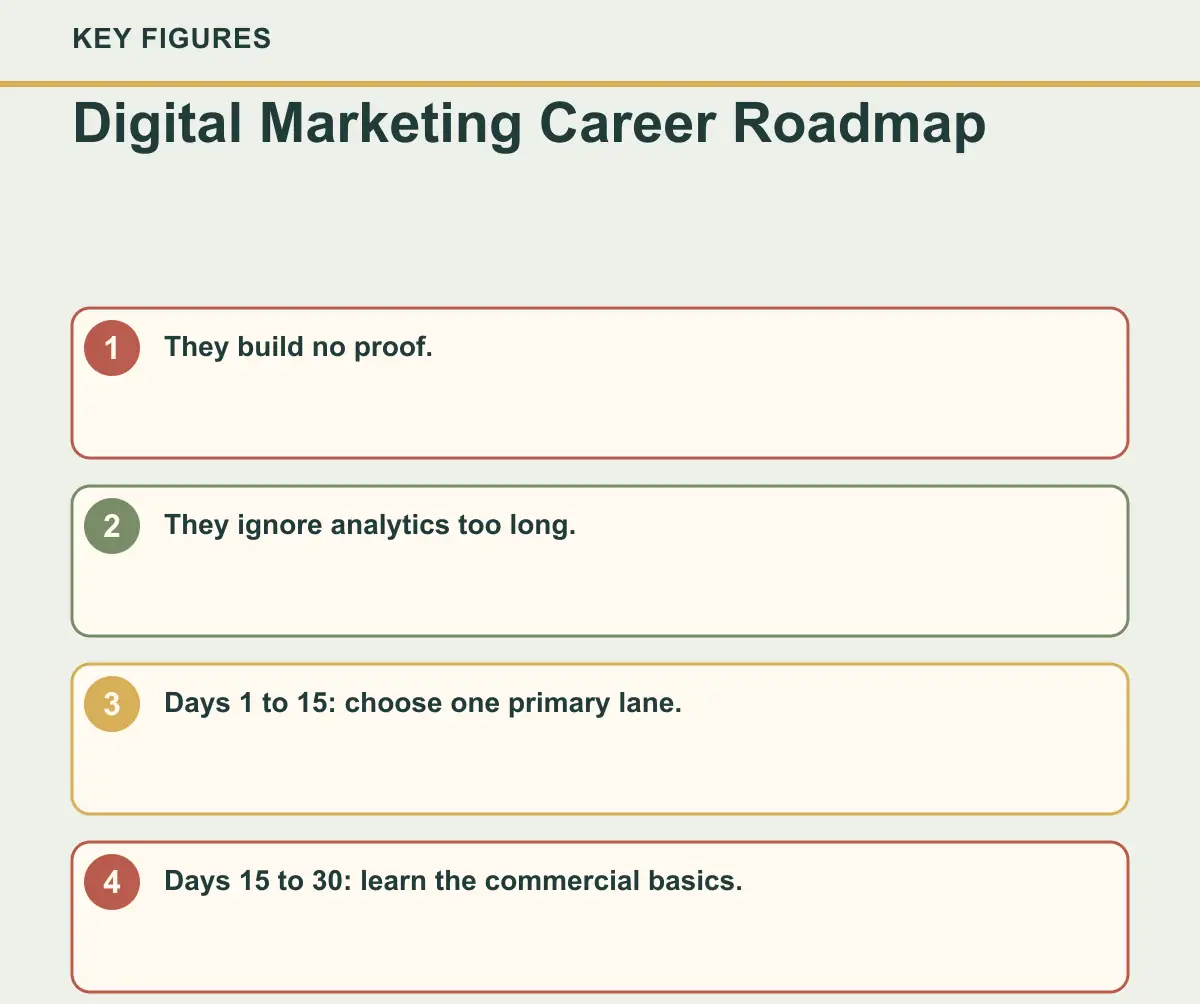 KEY FIGURES
Digital Marketing Career Roadmap
1 They build no proof.
2 They ignore analytics too long.
3 Days 1 to 15: choose one primary lane.
4 Days 15 to 30: learn the commercial basics.